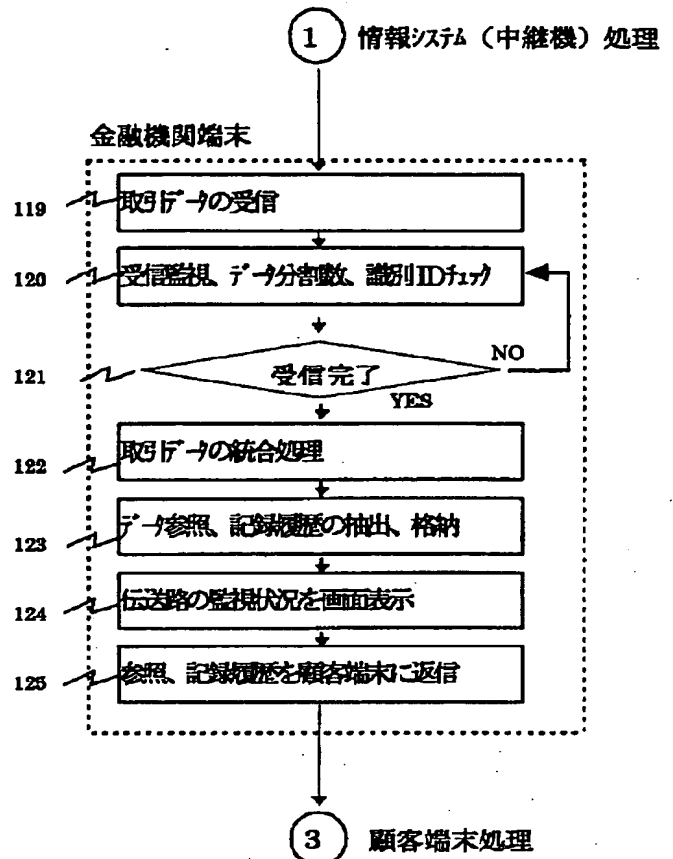 1 情報システム（中継機）処理
金融機関端末
119 取引データの受信
120 受信監視、データ分割数、識別IDチェック
121 受信完了
NO
YES
122 取引データの統合処理
123 データ参照、記録履歴の抽出、格納
124 伝送路の監視状況を画面表示
125 参照、記録履歴を顧客端末に返信
3 顧客端末処理